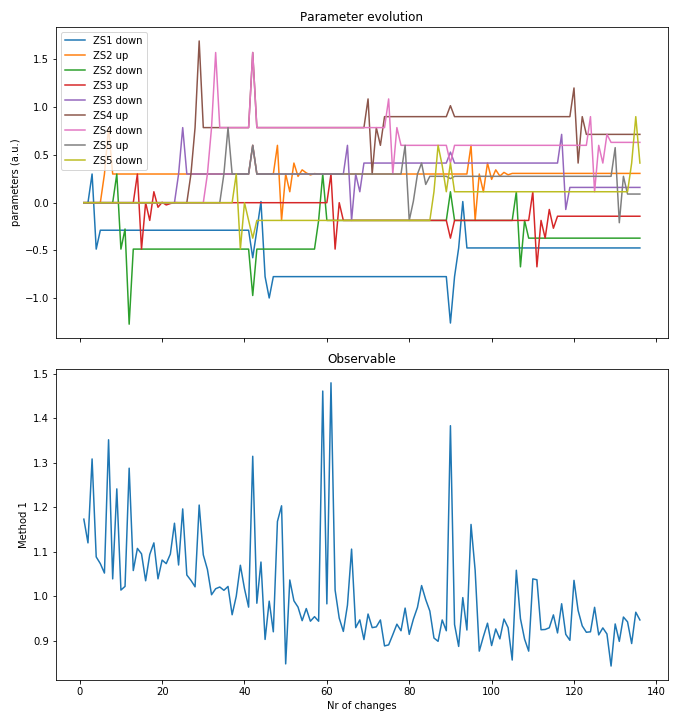 Parameter evolution
parameters (a.u.)
1.5
1.0
0.5
0.0
−0.5
−1.0
ZS1 down
ZS2 up
ZS2 down
ZS3 up
ZS3 down
ZS4 up
ZS4 down
ZS5 up
ZS5 down
Observable
Method 1
1.5
1.4
1.3
1.2
1.1
1.0
0.9
0 20 40 60 80 100 120 140
Nr of changes